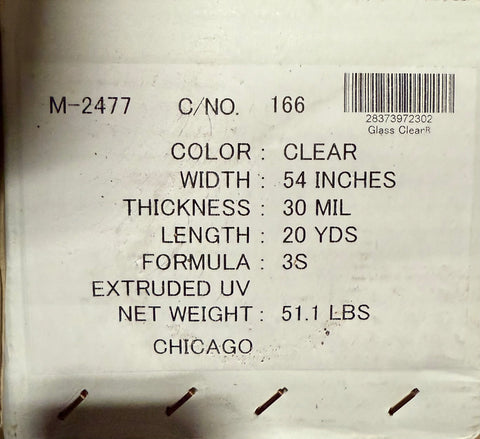 M-2477 C/NO. 166
28373972302
Glass ClearR
COLOR : CLEAR
WIDTH : 54 INCHES
THICKNESS : 30 MIL
LENGTH : 20 YDS
FORMULA : 3S
EXTRUDED UV
NET WEIGHT : 51.1 LBS
CHICAGO